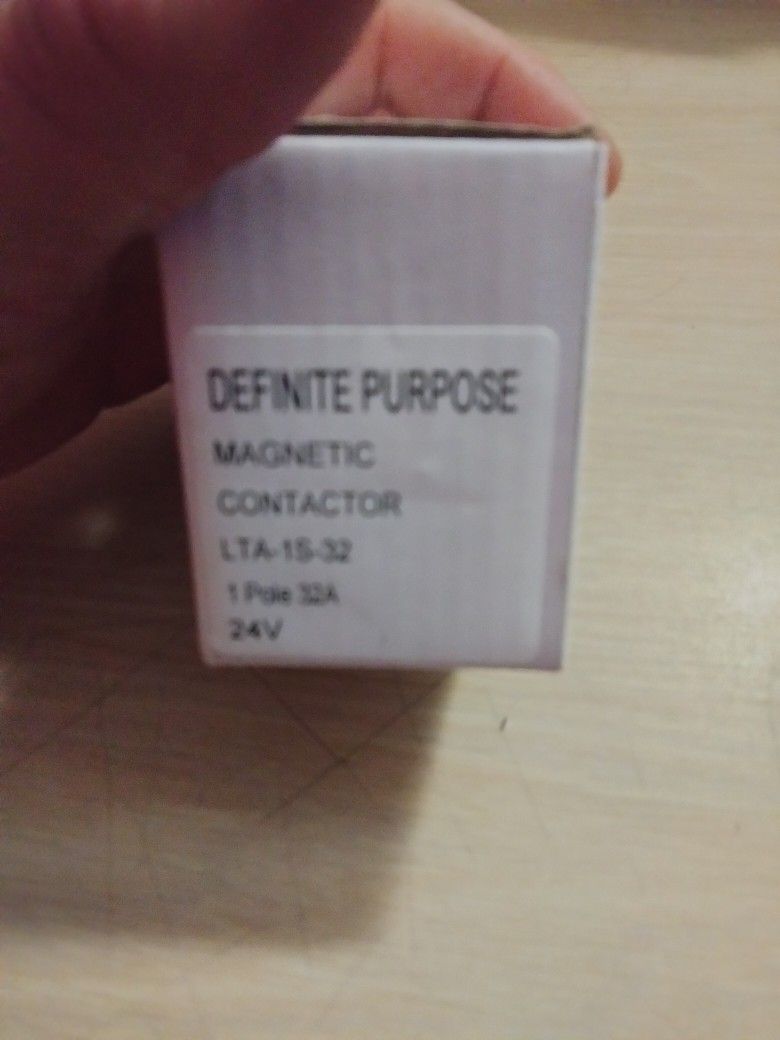 DEFINITE PURPOSE
MAGNETIC
CONTACTOR
LTA-1S-32
1 Pole 32A
24V